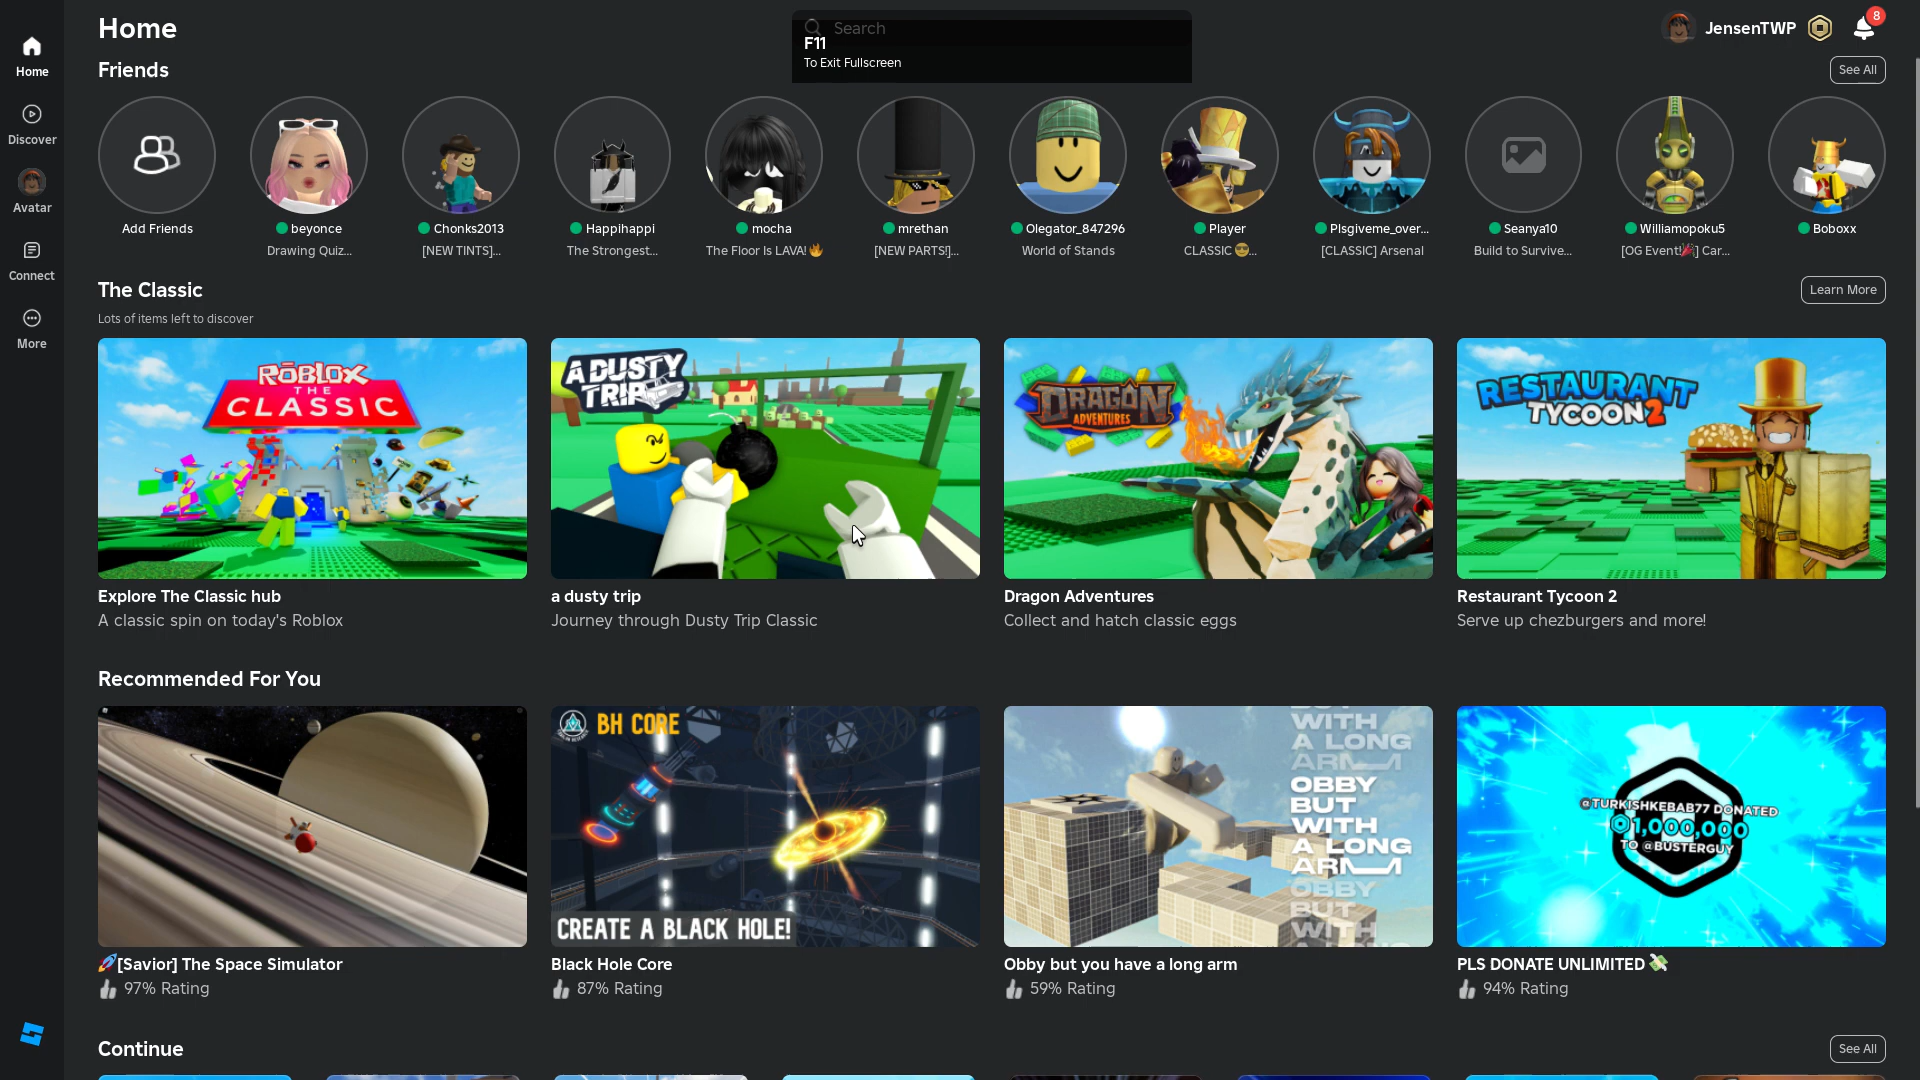 Home
Search
F11
To Exit Fullscreen
JensenTWP
8
Home
Discover
Avatar
Connect
More
Friends
See All
Add Friends
beyonce
Drawing Quiz...
Chonks2013
[NEW TINTS]...
Happihappi
The Strongest...
mocha
The Floor Is LAVA! 🔥
mrethan
[NEW PARTS!]...
Olegator_847296
World of Stands
Player
CLASSIC 😎...
Plsgiveme_over...
[CLASSIC] Arsenal
Seanya10
Build to Survive...
Williamopoku5
[OG Event!🎉] Car...
Boboxx
The Classic
Learn More
Lots of items left to discover
ROBLOX
THE
CLASSIC
A DUSTY
TRIP
DRAGON
ADVENTURES
RESTAURANT
TYCOON 2
Explore The Classic hub
A classic spin on today's Roblox
a dusty trip
Journey through Dusty Trip Classic
Dragon Adventures
Collect and hatch classic eggs
Restaurant Tycoon 2
Serve up chezburgers and more!
Recommended For You
BH CORE
CREATE A BLACK HOLE!
BUT
WITH
A LONG
ARM
OBBY
BUT
WITH
A LONG
ARM
OBBY
BUT
WITH
A LONG
@TURKISHKEBAB77 DONATED
1,000,000
TO @BUSTERGUY
🚀[Savior] The Space Simulator
97% Rating
Black Hole Core
87% Rating
Obby but you have a long arm
59% Rating
PLS DONATE UNLIMITED 💸
94% Rating
Continue
See All